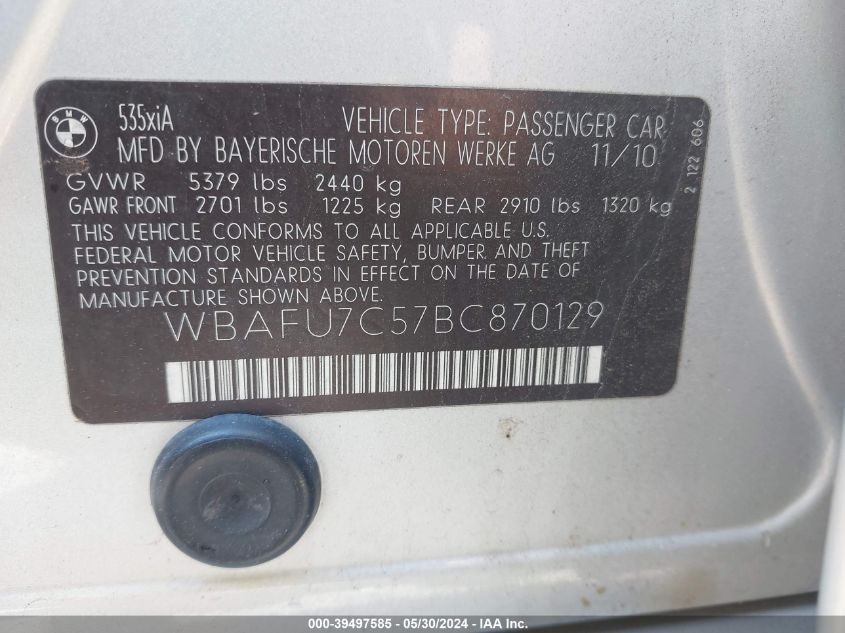 BMW
535xiA VEHICLE TYPE: PASSENGER CAR
MFD BY BAYERISCHE MOTOREN WERKE AG 11/10
GVWR 5379 lbs 2440 kg
GAWR FRONT 2701 lbs 1225 kg REAR 2910 lbs 1320 kg
THIS VEHICLE CONFORMS TO ALL APPLICABLE U.S.
FEDERAL MOTOR VEHICLE SAFETY, BUMPER AND THEFT
PREVENTION STANDARDS IN EFFECT ON THE DATE OF
MANUFACTURE SHOWN ABOVE.
WBAFU7C57BC870129
2 122 606
000-39497585 - 05/30/2024 - IAA Inc.